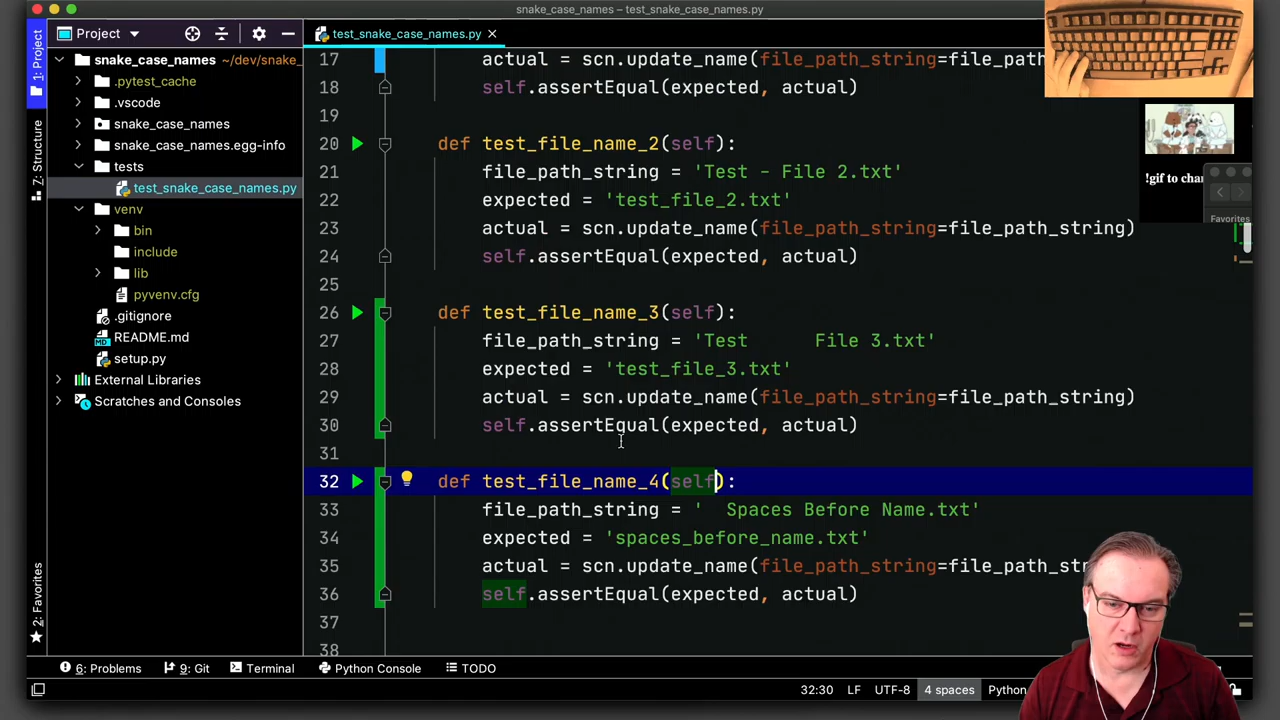 snake_case_names – test_snake_case_names.py
1: Project
Project
test_snake_case_names.py
snake_case_names ~/dev/snake_
.pytest_cache
.vscode
snake_case_names
snake_case_names.egg-info
tests
test_snake_case_names.py
venv
bin
include
lib
pyvenv.cfg
.gitignore
README.md
setup.py
External Libraries
Scratches and Consoles
7: Structure
2: Favorites
17 actual = scn.update_name(file_path_string=file_path
18 self.assertEqual(expected, actual)
19
20 def test_file_name_2(self):
21 file_path_string = 'Test - File 2.txt'
22 expected = 'test_file_2.txt'
23 actual = scn.update_name(file_path_string=file_path_string)
24 self.assertEqual(expected, actual)
25
26 def test_file_name_3(self):
27 file_path_string = 'Test      File 3.txt'
28 expected = 'test_file_3.txt'
29 actual = scn.update_name(file_path_string=file_path_string)
30 self.assertEqual(expected, actual)
31
32 def test_file_name_4(self):
33 file_path_string = '  Spaces Before Name.txt'
34 expected = 'spaces_before_name.txt'
35 actual = scn.update_name(file_path_string=file_path_str
36 self.assertEqual(expected, actual)
37
38
!gif to chan
Favorites
6: Problems
9: Git
Terminal
Python Console
TODO
32:30
LF
UTF-8
4 spaces
Python